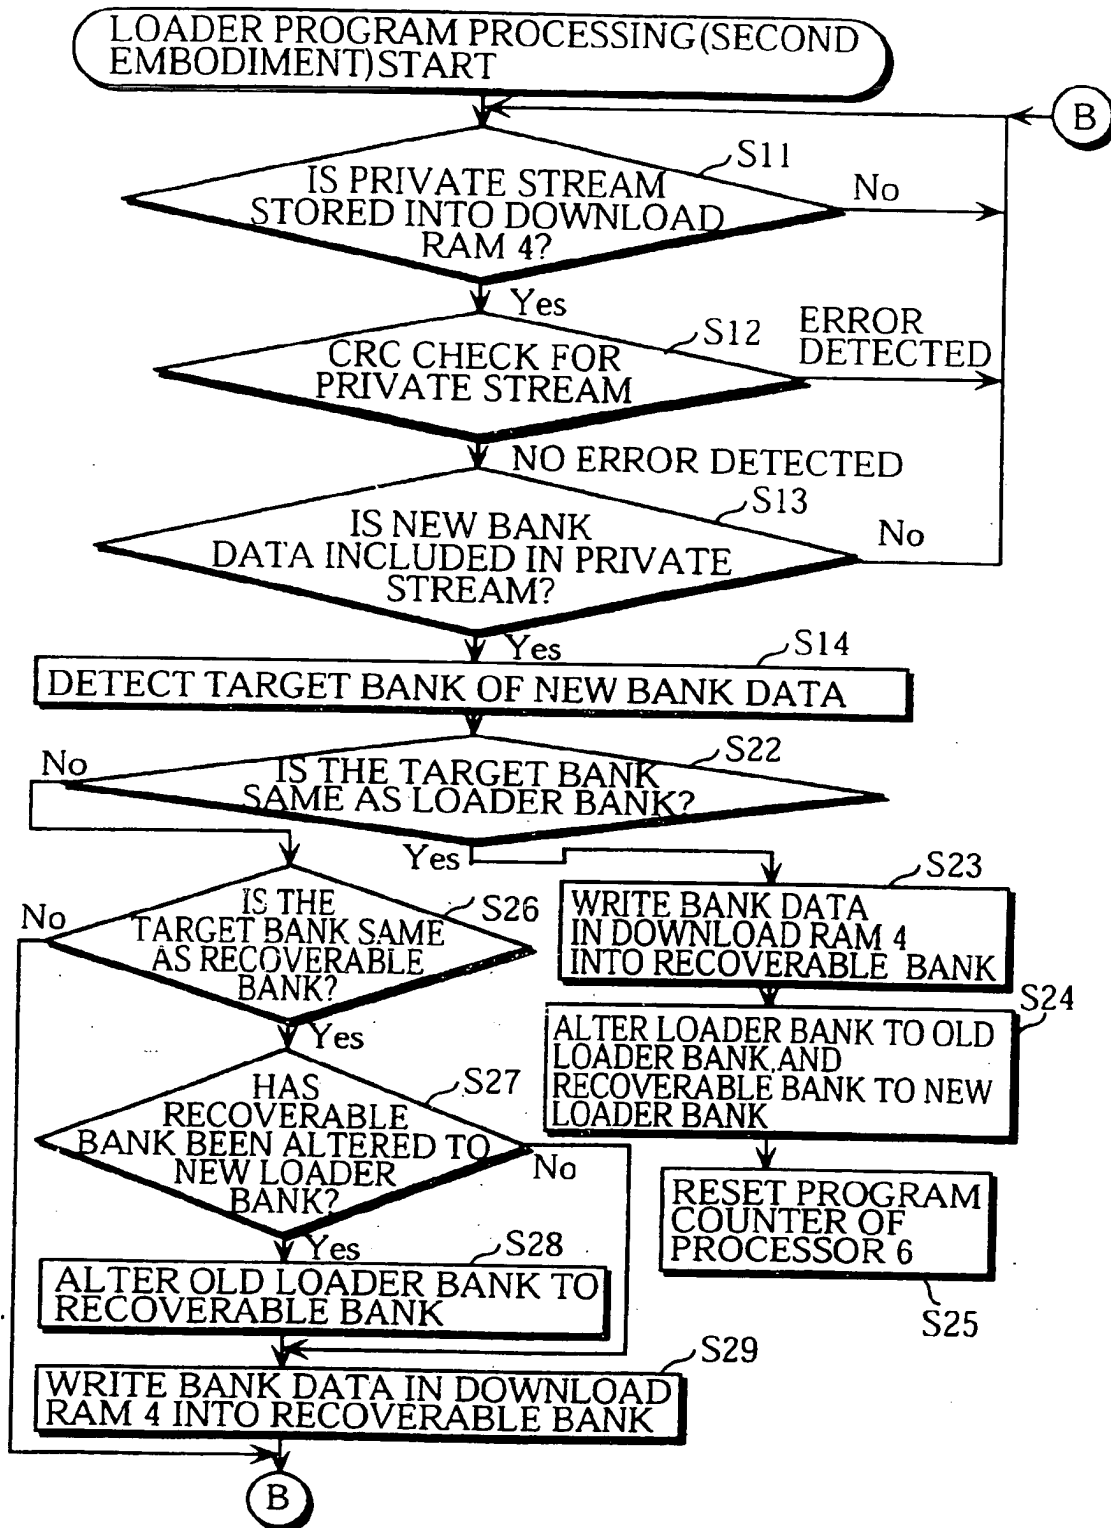 LOADER PROGRAM PROCESSING(SECOND
EMBODIMENT)START
B
S11
IS PRIVATE STREAM
STORED INTO DOWNLOAD
RAM 4?
No
Yes
S12
ERROR
DETECTED
CRC CHECK FOR
PRIVATE STREAM
NO ERROR DETECTED
S13
IS NEW BANK
DATA INCLUDED IN PRIVATE
STREAM?
No
Yes
S14
DETECT TARGET BANK OF NEW BANK DATA
No
S22
IS THE TARGET BANK
SAME AS LOADER BANK?
Yes
S23
WRITE BANK DATA
IN DOWNLOAD RAM 4
INTO RECOVERABLE BANK
No
S26
IS THE
TARGET BANK SAME
AS RECOVERABLE
BANK?
Yes
S24
ALTER LOADER BANK TO OLD
LOADER BANK,AND
RECOVERABLE BANK TO NEW
LOADER BANK
S27
HAS
RECOVERABLE
BANK BEEN ALTERED TO
NEW LOADER
BANK?
No
Yes
RESET PROGRAM
COUNTER OF
PROCESSOR 6
S25
S28
ALTER OLD LOADER BANK TO
RECOVERABLE BANK
S29
WRITE BANK DATA IN DOWNLOAD
RAM 4 INTO RECOVERABLE BANK
B